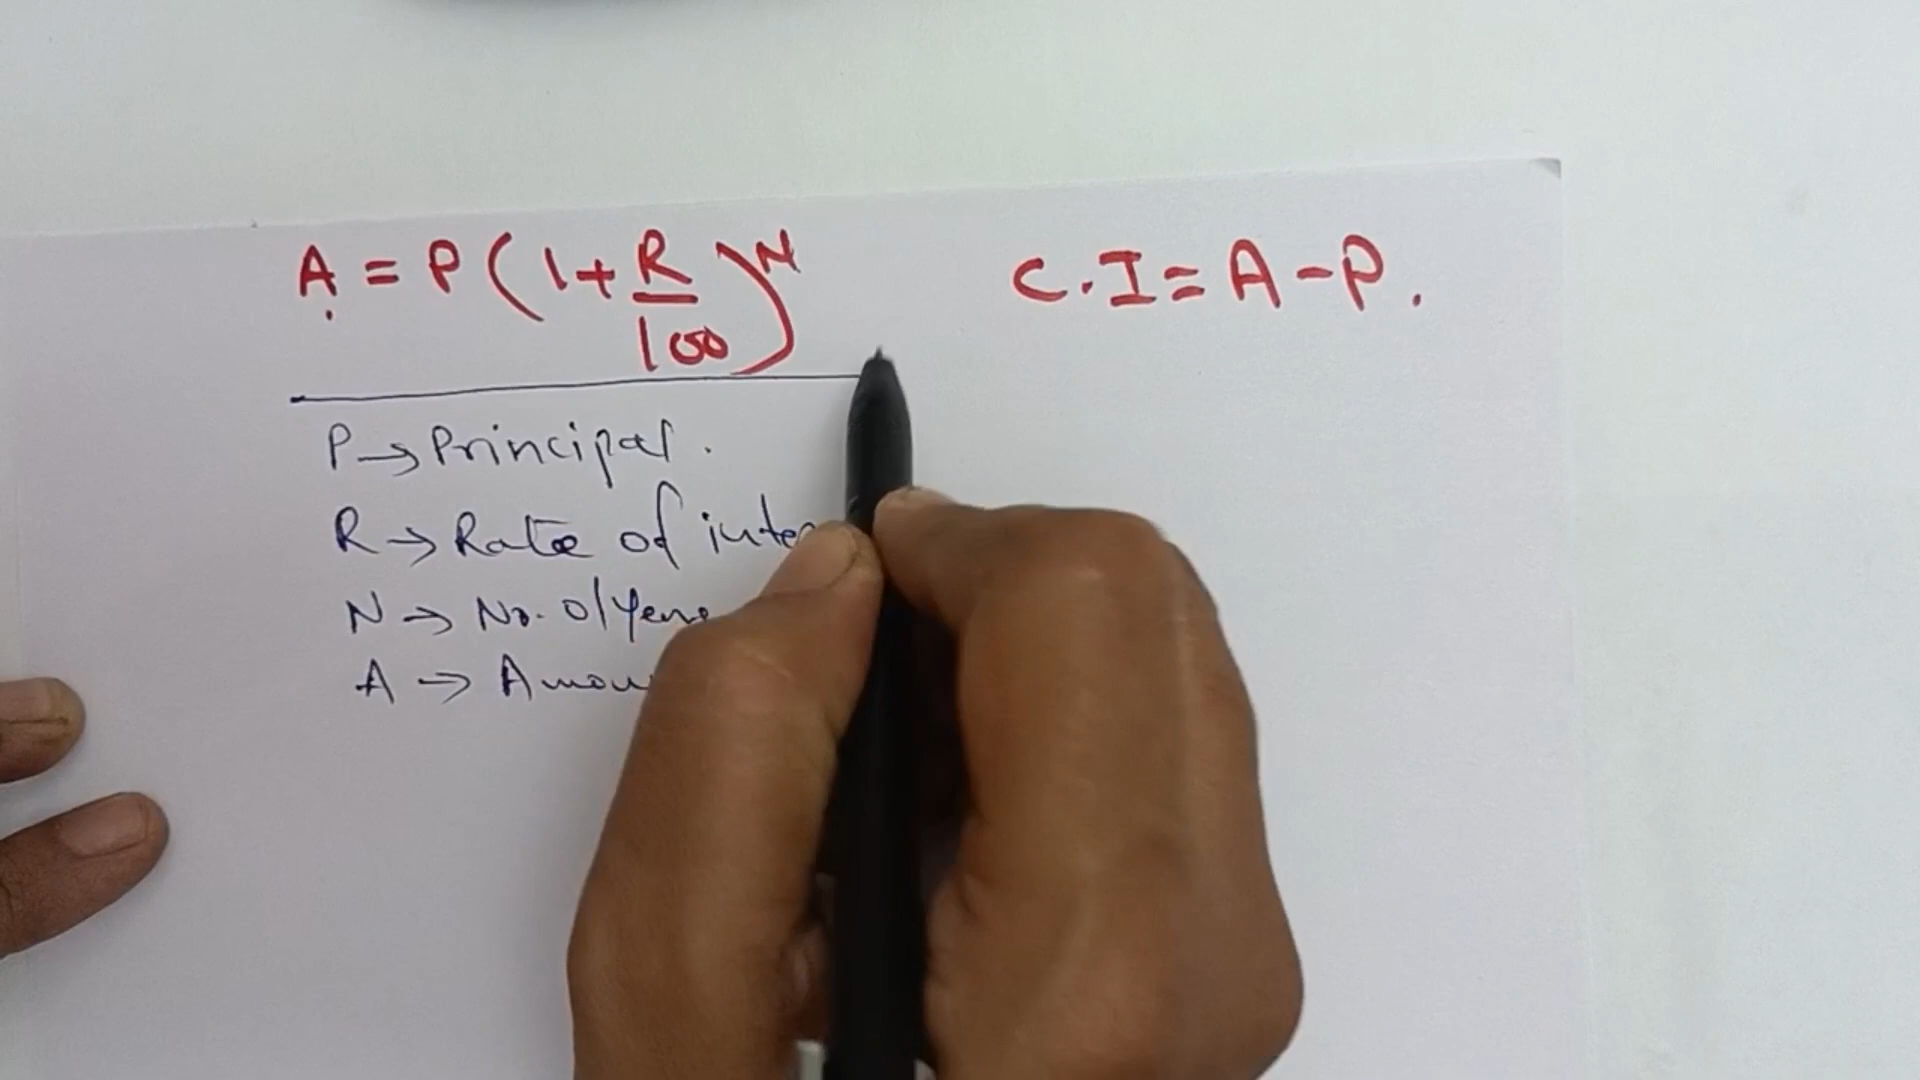 A = P (1 + R/100)^N
C.I = A - P.
P → Principal.
R → Rate of
N → No. of
A →